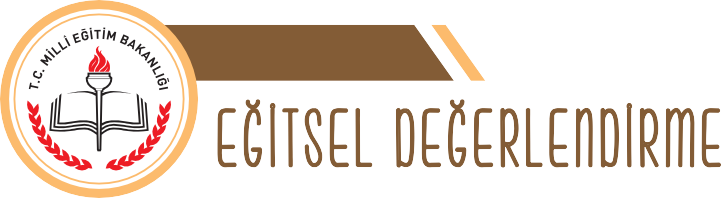 T.C. MİLLİ EĞİTİM BAKANLIĞI
EĞİTSEL DEĞERLENDİRME